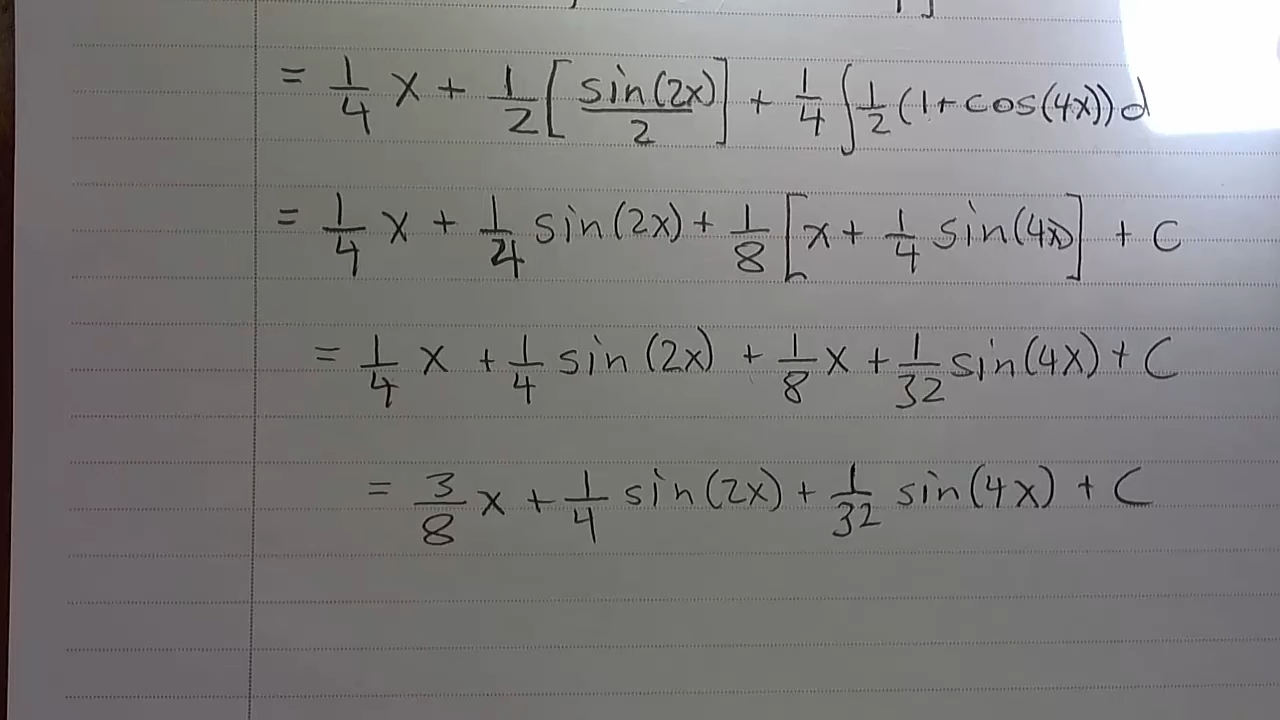 = 1/4 x + 1/2 [ sin(2x)/2 ] + 1/4 ∫ 1/2 (1 + cos(4x)) d
= 1/4 x + 1/4 sin(2x) + 1/8 [ x + 1/4 sin(4x) ] + C
= 1/4 x + 1/4 sin(2x) + 1/8 x + 1/32 sin(4x) + C
= 3/8 x + 1/4 sin(2x) + 1/32 sin(4x) + C